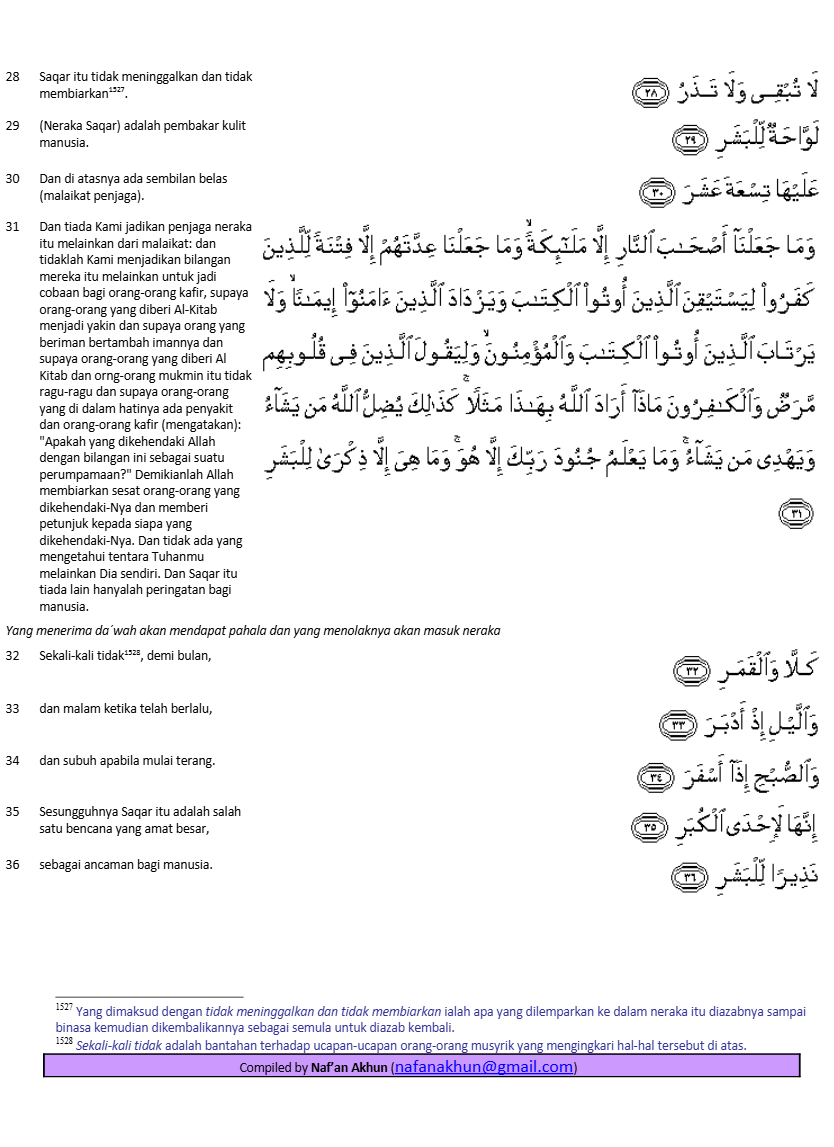 28 Saqar itu tidak meninggalkan dan tidak
membiarkan¹⁵²⁷.
لَا تُبْقِى وَلَا تَذَرُ ٢٨
29 (Neraka Saqar) adalah pembakar kulit
manusia.
لَوَّاحَةٌ لِّلْبَشَرِ ٢٩
30 Dan di atasnya ada sembilan belas
(malaikat penjaga).
عَلَيْهَا تِسْعَةَ عَشَرَ ٣٠
31 Dan tiada Kami jadikan penjaga neraka
itu melainkan dari malaikat: dan
tidaklah Kami menjadikan bilangan
mereka itu melainkan untuk jadi
cobaan bagi orang-orang kafir, supaya
orang-orang yang diberi Al-Kitab
menjadi yakin dan supaya orang yang
beriman bertambah imannya dan
supaya orang-orang yang diberi Al
Kitab dan orng-orang mukmin itu tidak
ragu-ragu dan supaya orang-orang
yang di dalam hatinya ada penyakit
dan orang-orang kafir (mengatakan):
"Apakah yang dikehendaki Allah
dengan bilangan ini sebagai suatu
perumpamaan?" Demikianlah Allah
membiarkan sesat orang-orang yang
dikehendaki-Nya dan memberi
petunjuk kepada siapa yang
dikehendaki-Nya. Dan tidak ada yang
mengetahui tentara Tuhanmu
melainkan Dia sendiri. Dan Saqar itu
tiada lain hanyalah peringatan bagi
manusia.
وَمَا جَعَلْنَآ أَصْحَـٰبَ ٱلنَّارِ إِلَّا مَلَـٰٓئِكَةً ۙ وَمَا جَعَلْنَا عِدَّتَهُمْ إِلَّا فِتْنَةً لِّلَّذِينَ
كَفَرُوا۟ لِيَسْتَيْقِنَ ٱلَّذِينَ أُوتُوا۟ ٱلْكِتَـٰبَ وَيَزْدَادَ ٱلَّذِينَ ءَامَنُوٓا۟ إِيمَـٰنًا ۙ وَلَا
يَرْتَابَ ٱلَّذِينَ أُوتُوا۟ ٱلْكِتَـٰبَ وَٱلْمُؤْمِنُونَ ۙ وَلِيَقُولَ ٱلَّذِينَ فِى قُلُوبِهِم
مَّرَضٌ وَٱلْكَـٰفِرُونَ مَاذَآ أَرَادَ ٱللَّهُ بِهَـٰذَا مَثَلًا ۚ كَذَٰلِكَ يُضِلُّ ٱللَّهُ مَن يَشَآءُ
وَيَهْدِى مَن يَشَآءُ ۚ وَمَا يَعْلَمُ جُنُودَ رَبِّكَ إِلَّا هُوَ ۚ وَمَا هِىَ إِلَّا ذِكْرَىٰ لِلْبَشَرِ
٣١
Yang menerima da´wah akan mendapat pahala dan yang menolaknya akan masuk neraka
32 Sekali-kali tidak¹⁵²⁸, demi bulan,
كَلَّا وَٱلْقَمَرِ ٣٢
33 dan malam ketika telah berlalu,
وَٱلَّيْلِ إِذْ أَدْبَرَ ٣٣
34 dan subuh apabila mulai terang.
وَٱلصُّبْحِ إِذَآ أَسْفَرَ ٣٤
35 Sesungguhnya Saqar itu adalah salah
satu bencana yang amat besar,
إِنَّهَا لَإِحْدَى ٱلْكُبَرِ ٣٥
36 sebagai ancaman bagi manusia.
نَذِيرًا لِّلْبَشَرِ ٣٦
¹⁵²⁷ Yang dimaksud dengan tidak meninggalkan dan tidak membiarkan ialah apa yang dilemparkan ke dalam neraka itu diazabnya sampai
binasa kemudian dikembalikannya sebagai semula untuk diazab kembali.
¹⁵²⁸ Sekali-kali tidak adalah bantahan terhadap ucapan-ucapan orang-orang musyrik yang mengingkari hal-hal tersebut di atas.
Compiled by Naf’an Akhun (nafanakhun@gmail.com)